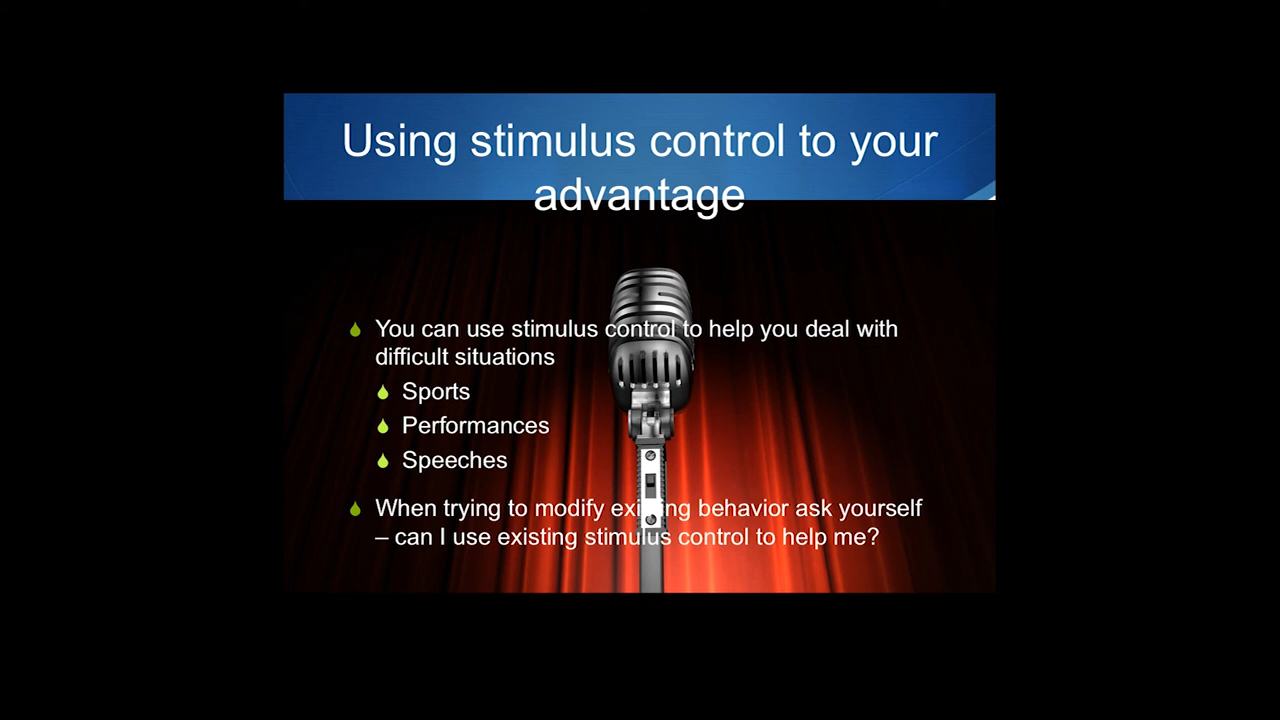 Using stimulus control to your
advantage
You can use stimulus control to help you deal with
difficult situations
Sports
Performances
Speeches
When trying to modify existing behavior ask yourself
– can I use existing stimulus control to help me?